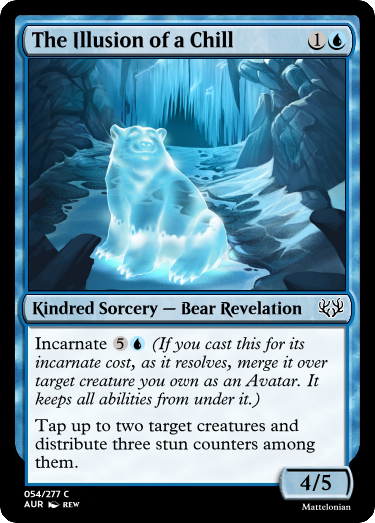 The Illusion of a Chill 1
Kindred Sorcery — Bear Revelation
Incarnate 5 (If you cast this for its
incarnate cost, as it resolves, merge it over
target creature you own as an Avatar. It
keeps all abilities from under it.)
Tap up to two target creatures and
distribute three stun counters among
them.
4/5
054/277 C
AUR REW
Mattelonian